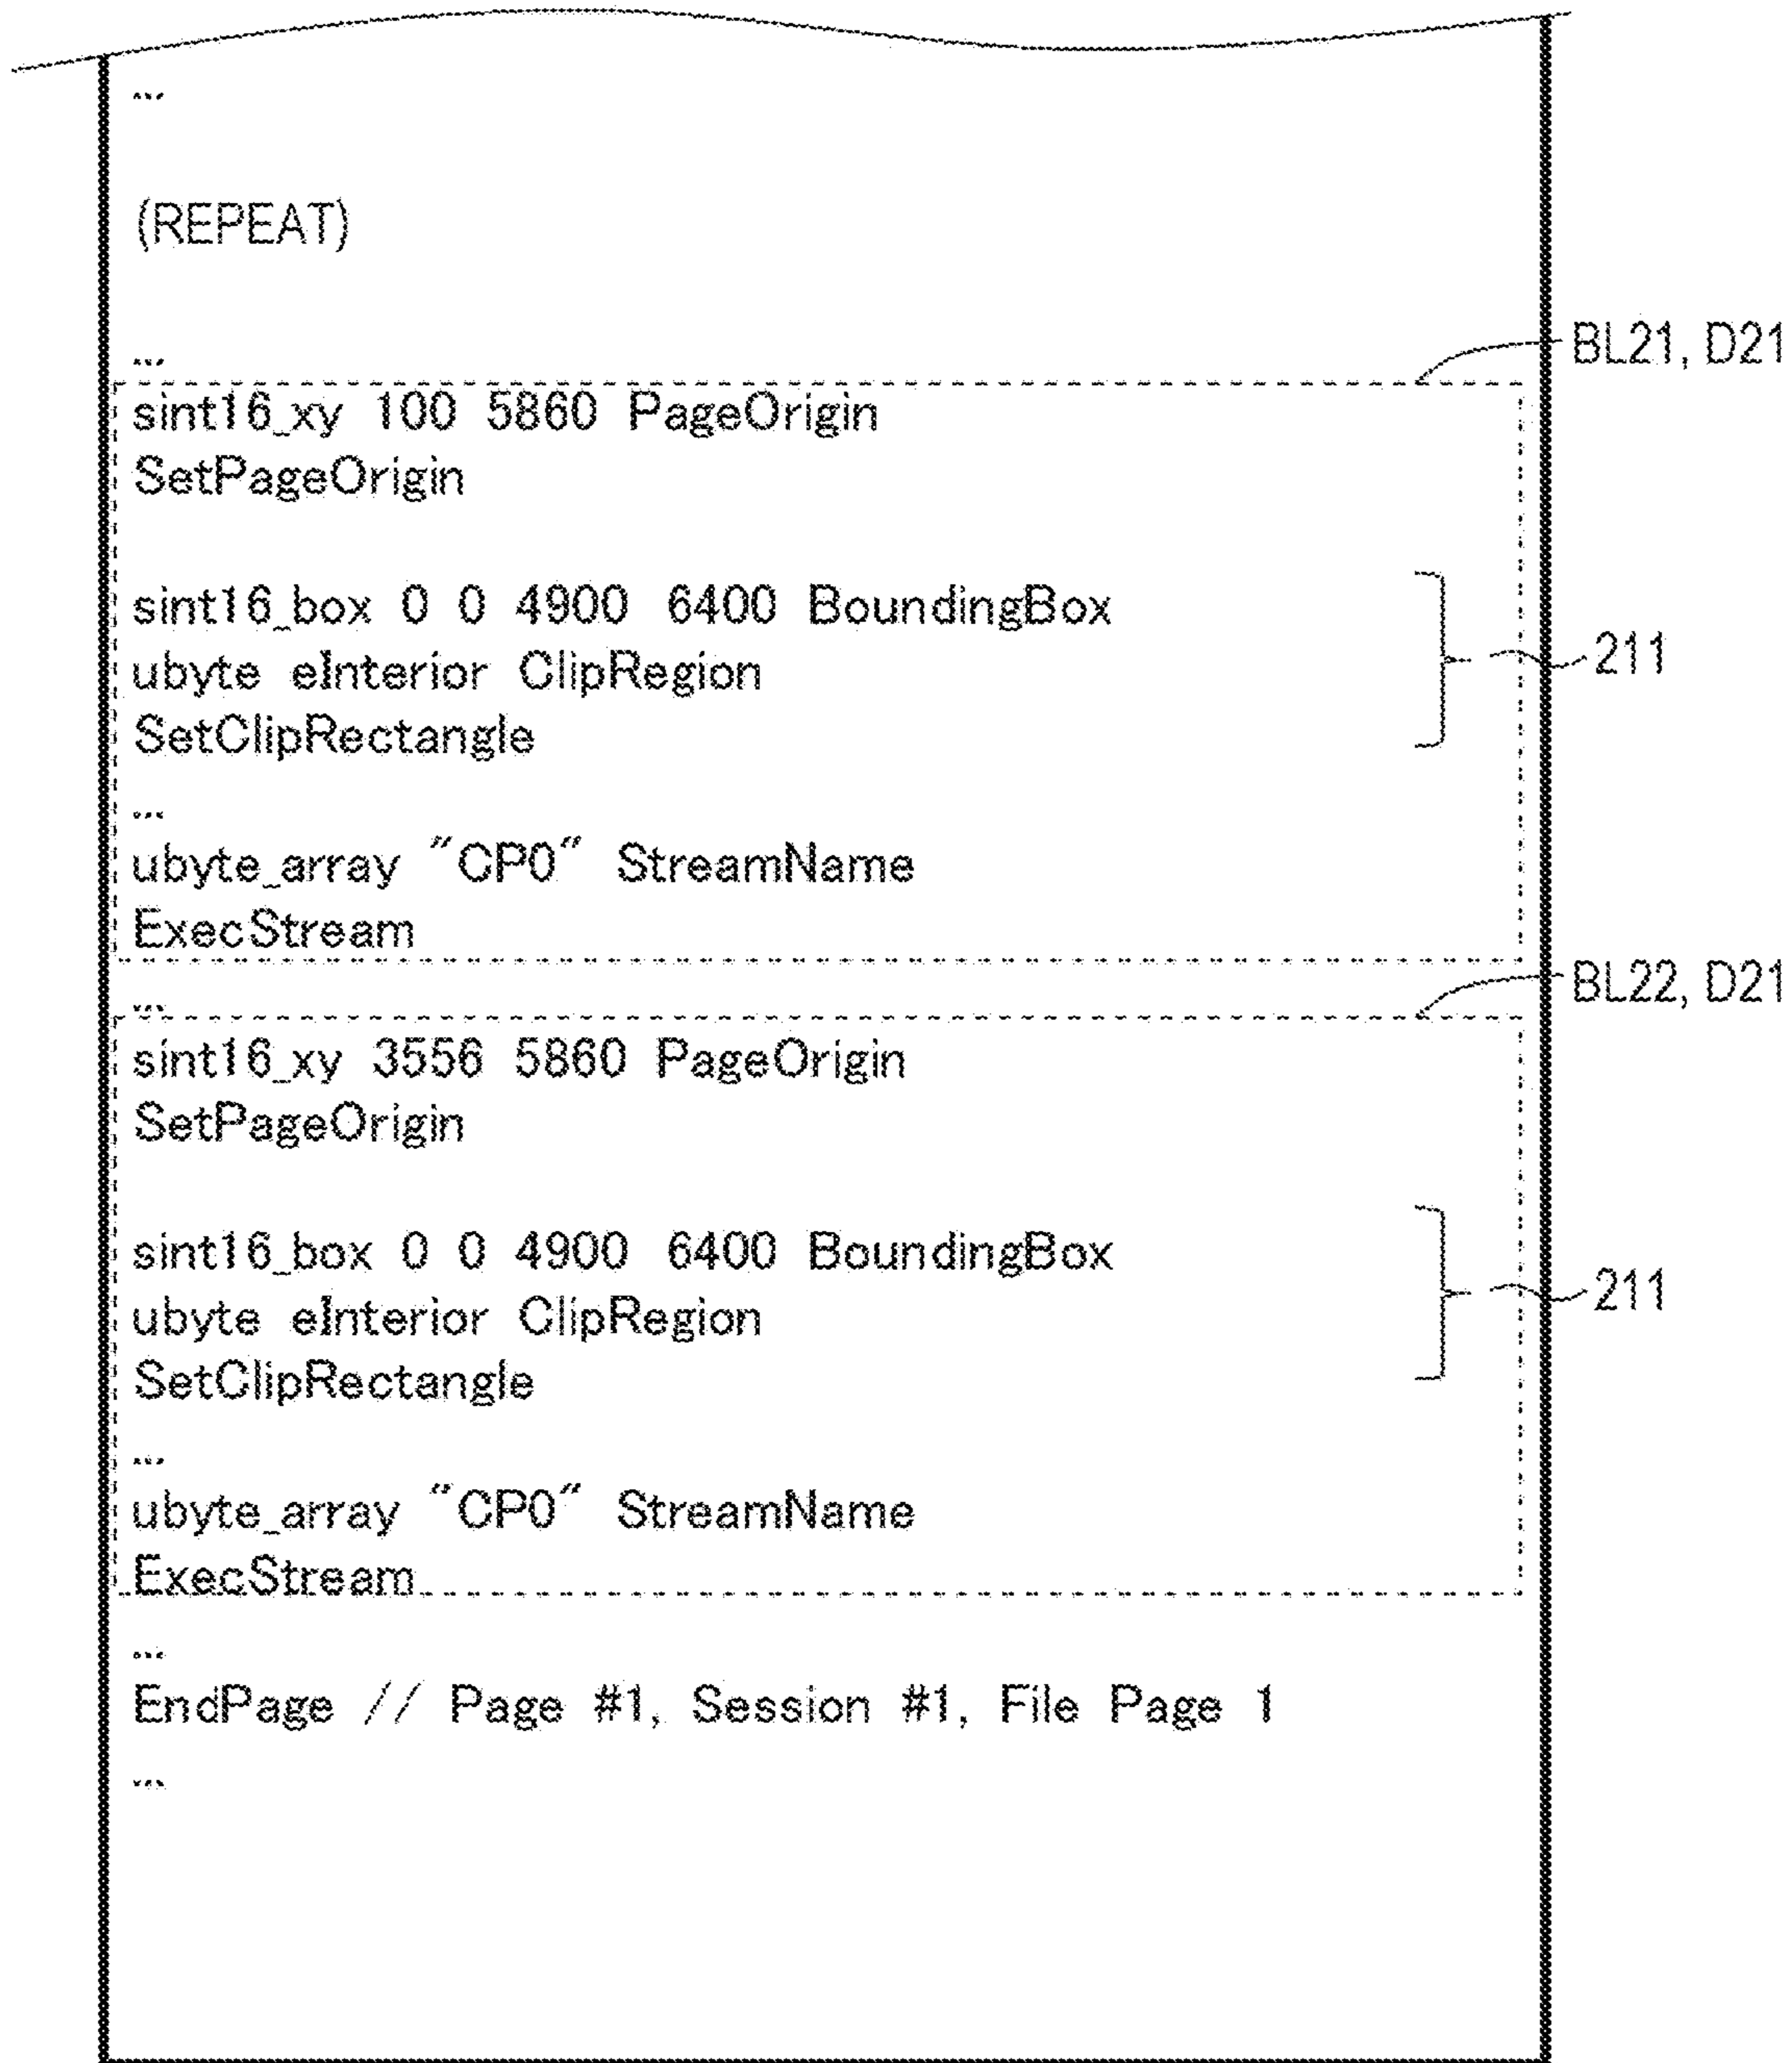 ...
(REPEAT)
...
BL21, D21
sint16_xy 100 5860 PageOrigin
SetPageOrigin
sint16_box 0 0 4900 6400 BoundingBox
ubyte eInterior ClipRegion
211
SetClipRectangle
...
ubyte_array "CP0" StreamName
ExecStream
BL22, D21
...
sint16_xy 3556 5860 PageOrigin
SetPageOrigin
sint16_box 0 0 4900 6400 BoundingBox
ubyte eInterior ClipRegion
211
SetClipRectangle
...
ubyte_array "CP0" StreamName
ExecStream
...
EndPage // Page #1, Session #1, File Page 1
...